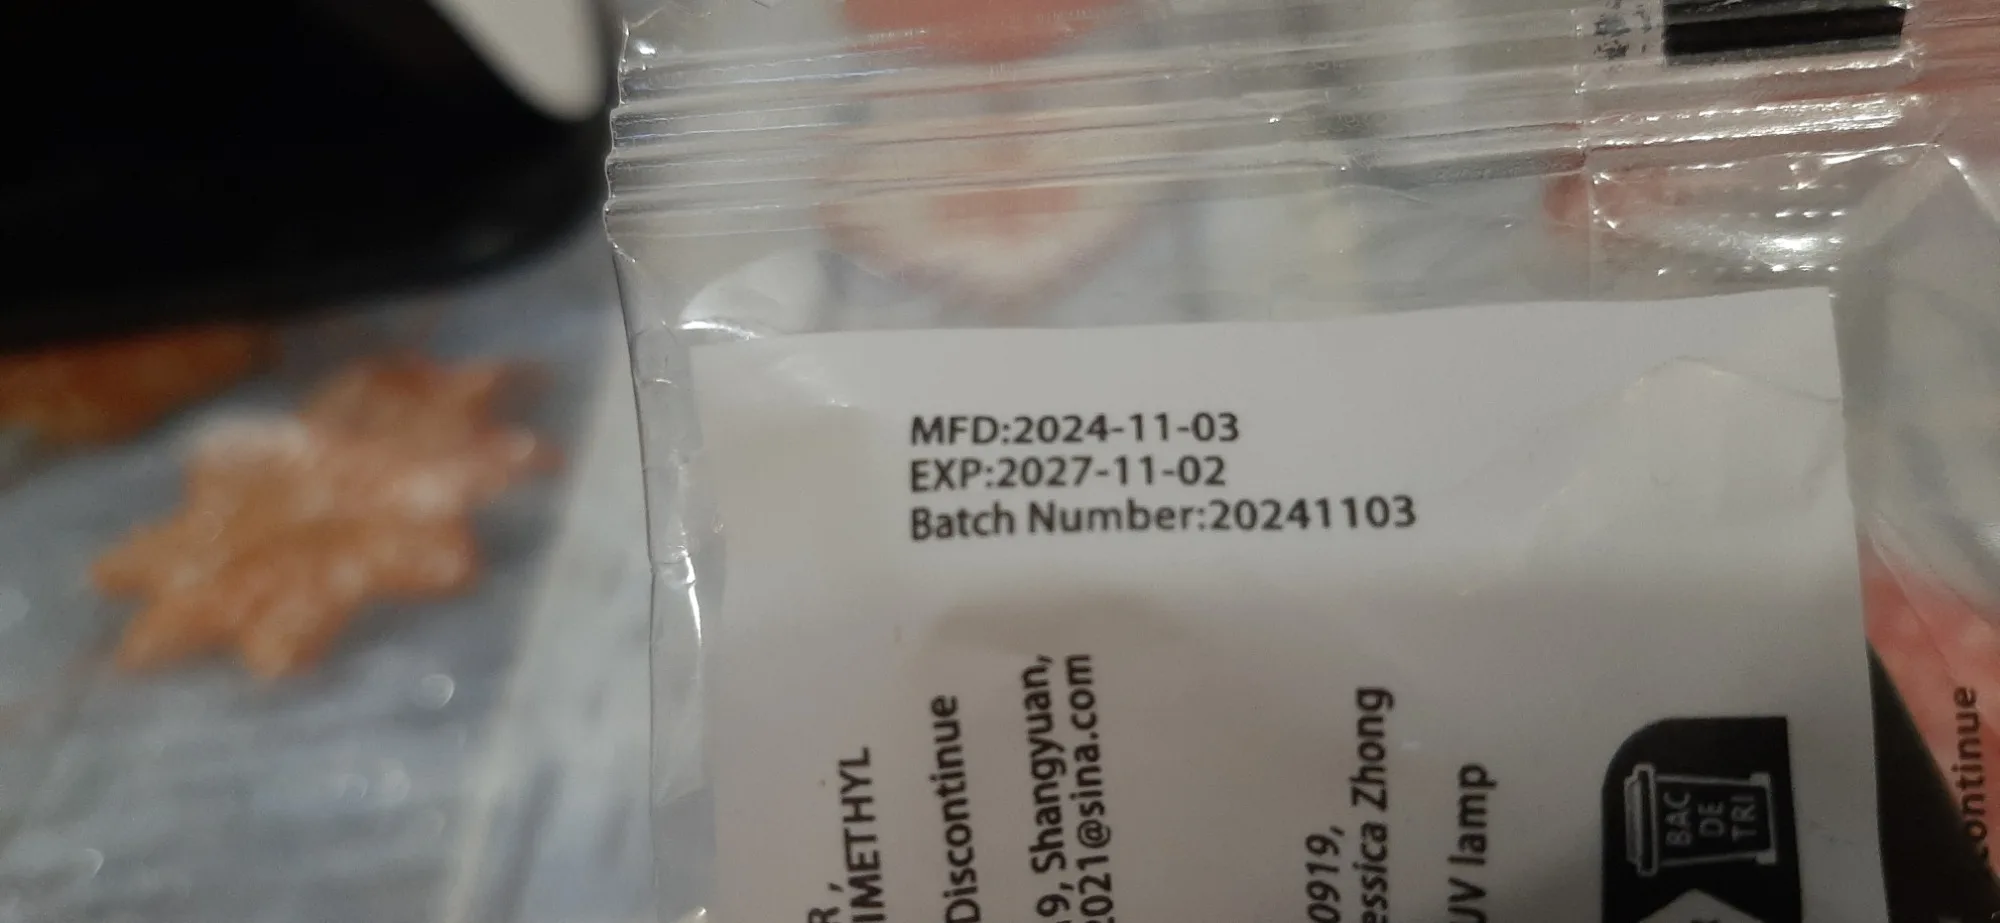 MFD:2024-11-03
EXP:2027-11-02
Batch Number:20241103
R,
IMETHYL
Discontinue
9, Shangyuan,
2021@sina.com
0919,
essica Zhong
UV lamp
BAC
DE
TRI
R
continue